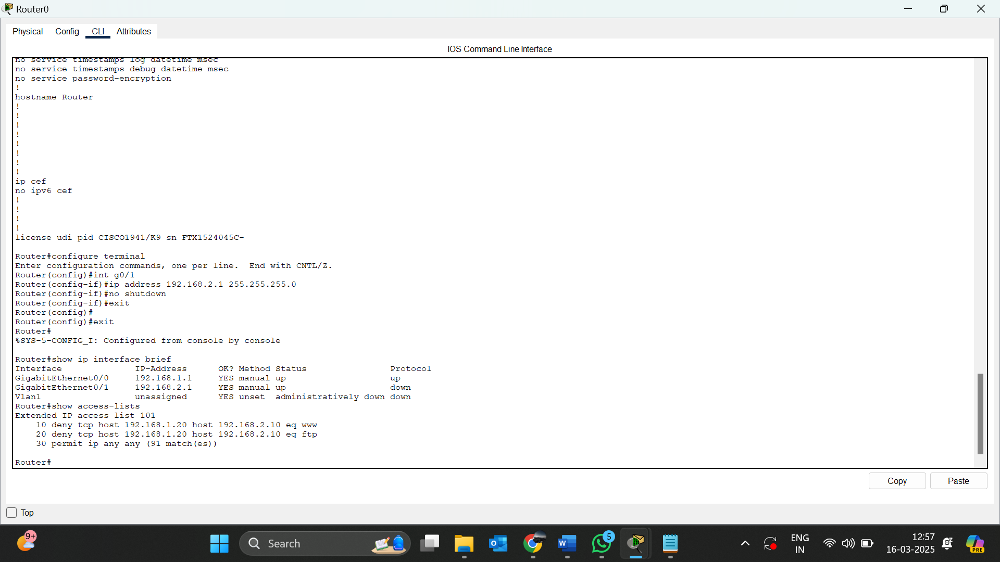 Router0
Physical Config CLI Attributes
IOS Command Line Interface
no service timestamps log datetime msec
no service timestamps debug datetime msec
no service password-encryption
!
hostname Router
!
!
!
!
!
!
!
!
ip cef
no ipv6 cef
!
!
!
!
license udi pid CISCO1941/K9 sn FTX1524045C-
Router#configure terminal
Enter configuration commands, one per line.  End with CNTL/Z.
Router(config)#int g0/1
Router(config-if)#ip address 192.168.2.1 255.255.255.0
Router(config-if)#no shutdown
Router(config-if)#exit
Router(config)#
Router(config)#exit
Router#
%SYS-5-CONFIG_I: Configured from console by console
Router#show ip interface brief
Interface              IP-Address      OK? Method Status                Protocol
GigabitEthernet0/0     192.168.1.1     YES manual up                    up
GigabitEthernet0/1     192.168.2.1     YES manual up                    down
Vlan1                  unassigned      YES unset  administratively down down
Router#show access-lists
Extended IP access list 101
    10 deny tcp host 192.168.1.20 host 192.168.2.10 eq www
    20 deny tcp host 192.168.1.20 host 192.168.2.10 eq ftp
    30 permit ip any any (91 match(es))
Router#
Copy Paste
Top
9+
Search
5
ENG
IN
12:57
16-03-2025
PRE